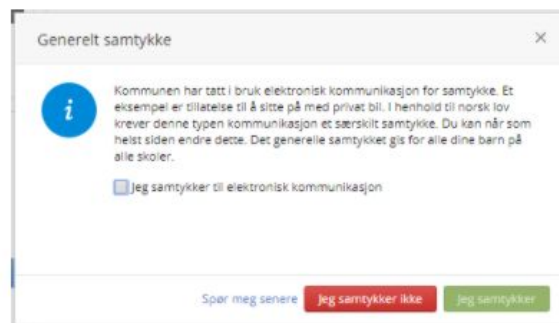 Generelt samtykke
Kommunen har tatt i bruk elektronisk kommunikasjon for samtykke. Et
eksempel er tillatelse til å sitte på med privat bil. I henhold til norsk lov
krever denne typen kommunikasjon et særskilt samtykke. Du kan når som
helst siden endre dette. Det generelle samtykket gis for alle dine barn på
alle skoler.
Jeg samtykker til elektronisk kommunikasjon
Spør meg senere Jeg samtykker ikke Jeg samtykker